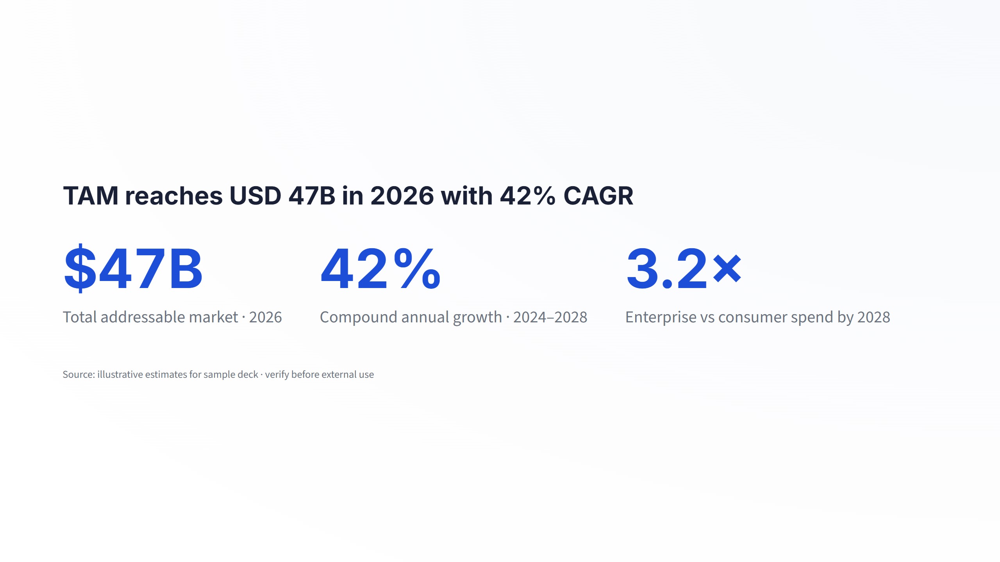 TAM reaches USD 47B in 2026 with 42% CAGR
$47B
Total addressable market · 2026
42%
Compound annual growth · 2024–2028
3.2×
Enterprise vs consumer spend by 2028
Source: illustrative estimates for sample deck · verify before external use